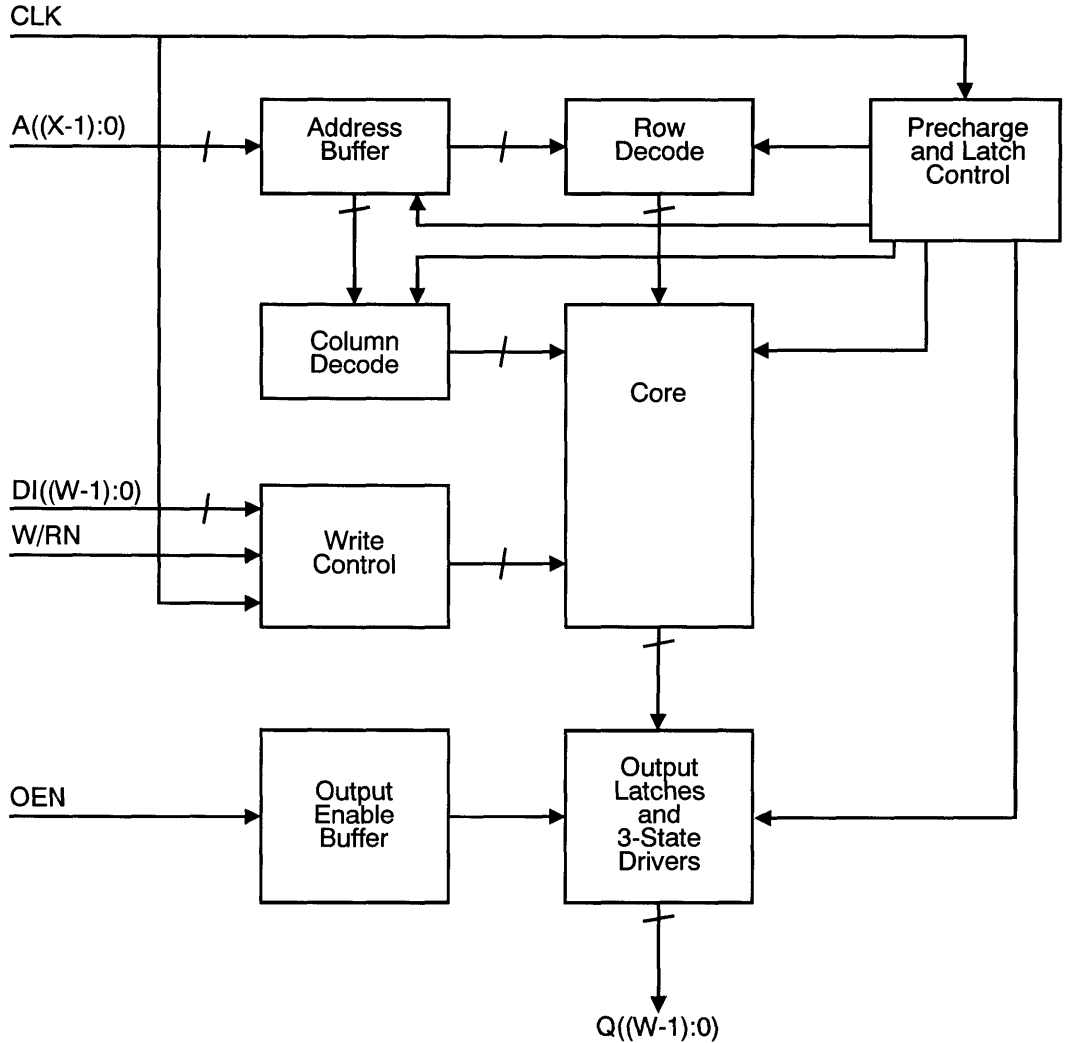 CLK
A((X-1):0)
Address
Buffer
Row
Decode
Precharge
and Latch
Control
Column
Decode
Core
DI((W-1):0)
W/RN
Write
Control
OEN
Output
Enable
Buffer
Output
Latches
and
3-State
Drivers
Q((W-1):0)